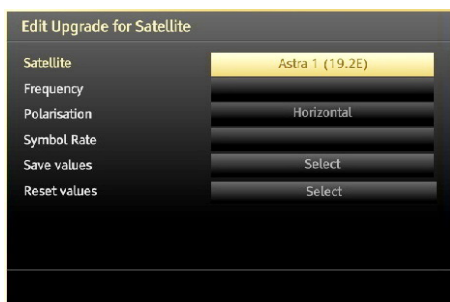 Edit Upgrade for Satellite
Satellite Astra 1 (19.2E)
Frequency
Polarisation Horizontal
Symbol Rate
Save values Select
Reset values Select